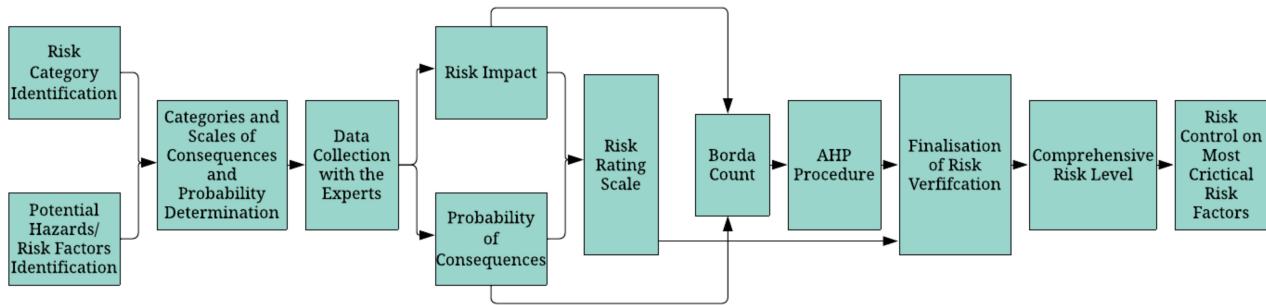 Risk
Category
Identification
Potential
Hazards/
Risk Factors
Identification
Categories and
Scales of
Consequences
and
Probability
Determination
Data
Collection
with the
Experts
Risk Impact
Probability
of
Consequences
Risk
Rating
Scale
Borda
Count
AHP
Procedure
Finalisation
of Risk
Verfifcation
Comprehensive
Risk Level
Risk
Control on
Most
Crictical
Risk
Factors